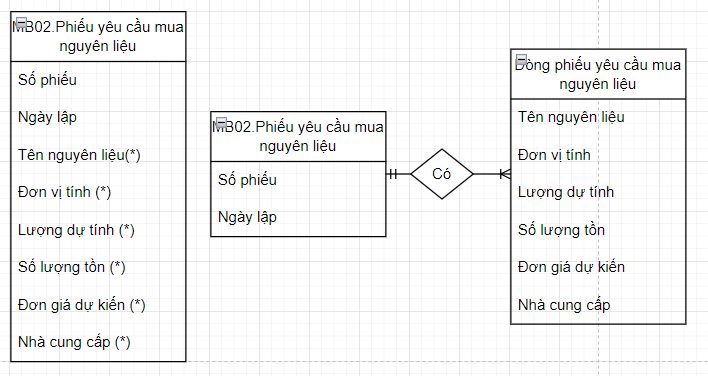 MB02.Phiếu yêu cầu mua
nguyên liệu
Số phiếu
Ngày lập
Tên nguyên liệu(*)
Đơn vị tính (*)
Lượng dự tính (*)
Số lượng tồn (*)
Đơn giá dự kiến (*)
Nhà cung cấp (*)
MB02.Phiếu yêu cầu mua
nguyên liệu
Số phiếu
Ngày lập
Có
Dòng phiếu yêu cầu mua
nguyên liệu
Tên nguyên liệu
Đơn vị tính
Lượng dự tính
Số lượng tồn
Đơn giá dự kiến
Nhà cung cấp